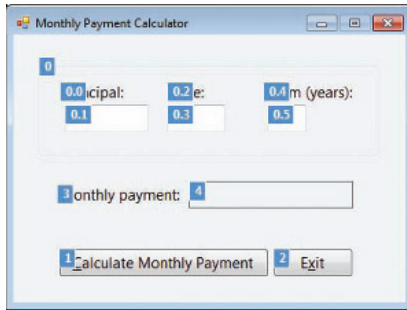 Monthly Payment Calculator
0
0.0 icipal: 0.2 e: 0.4 m (years):
0.1 0.3 0.5
3 onthly payment: 4
1 Calculate Monthly Payment 2 Exit